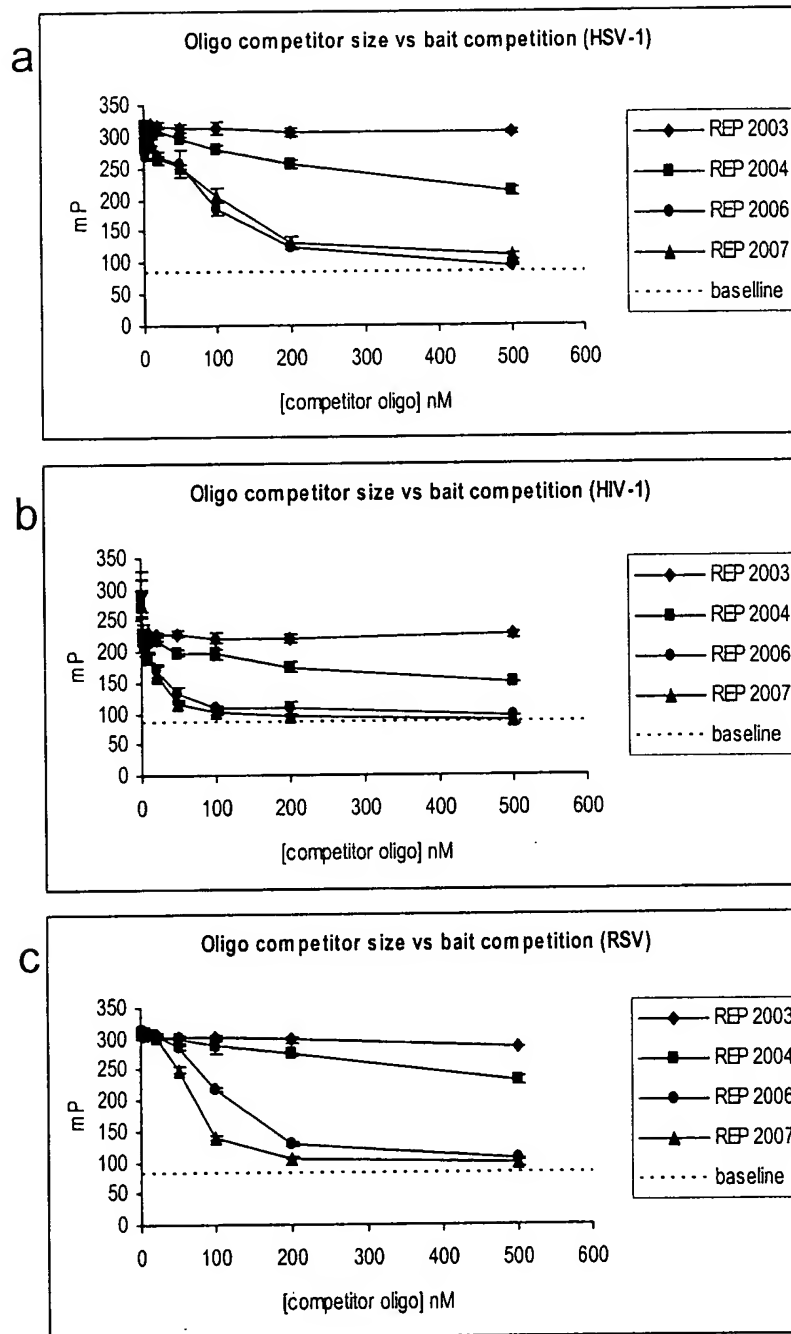 a
Oligo competitor size vs bait competition (HSV-1)
350
300
250
200
150
100
50
0
mP
0 100 200 300 400 500 600
[competitor oligo] nM
REP 2003
REP 2004
REP 2006
REP 2007
baselline
b
Oligo competitor size vs bait competition (HIV-1)
350
300
250
200
150
100
50
0
mP
0 100 200 300 400 500 600
[competitor oligo] nM
REP 2003
REP 2004
REP 2006
REP 2007
baselline
c
Oligo competitor size vs bait competition (RSV)
350
300
250
200
150
100
50
0
mP
0 100 200 300 400 500 600
[competitor oligo] nM
REP 2003
REP 2004
REP 2006
REP 2007
baselline